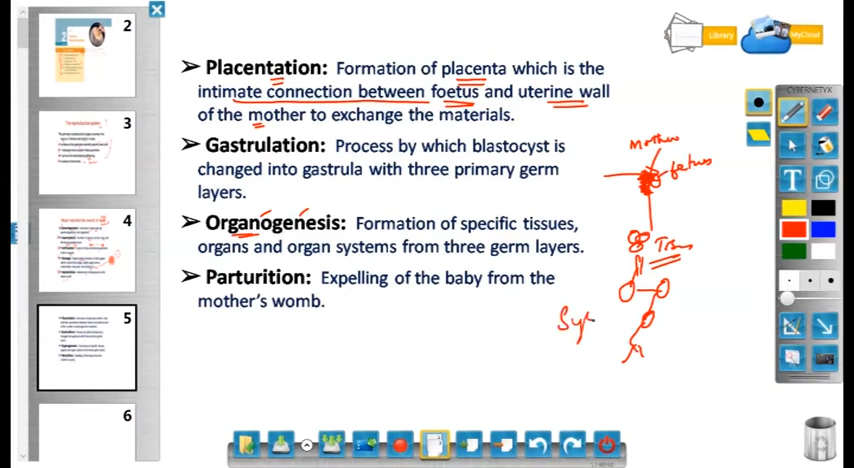 2
3
4
5
6
➤ Placentation: Formation of placenta which is the
intimate connection between foetus and uterine wall
of the mother to exchange the materials.
➤ Gastrulation: Process by which blastocyst is
changed into gastrula with three primary germ
layers.
➤ Organogenesis: Formation of specific tissues,
organs and organ systems from three germ layers.
➤ Parturition: Expelling of the baby from the
mother's womb.
Mother
fetus
Sys
Library
MyCloud
CYBERNETYX
T